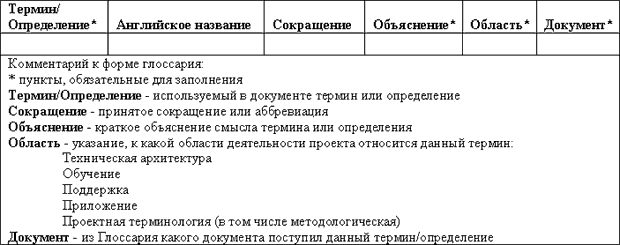 Термин/
Определение* Английское название Сокращение Объяснение* Область* Документ*
Комментарий к форме глоссария:
* пункты, обязательные для заполнения
Термин/Определение - используемый в документе термин или определение
Сокращение - принятое сокращение или аббревиация
Объяснение - краткое объяснение смысла термина или определения
Область - указание, к какой области деятельности проекта относится данный термин:
Техническая архитектура
Обучение
Поддержка
Приложение
Проектная терминология (в том числе методологическая)
Документ - из Глоссария какого документа поступил данный термин/определение